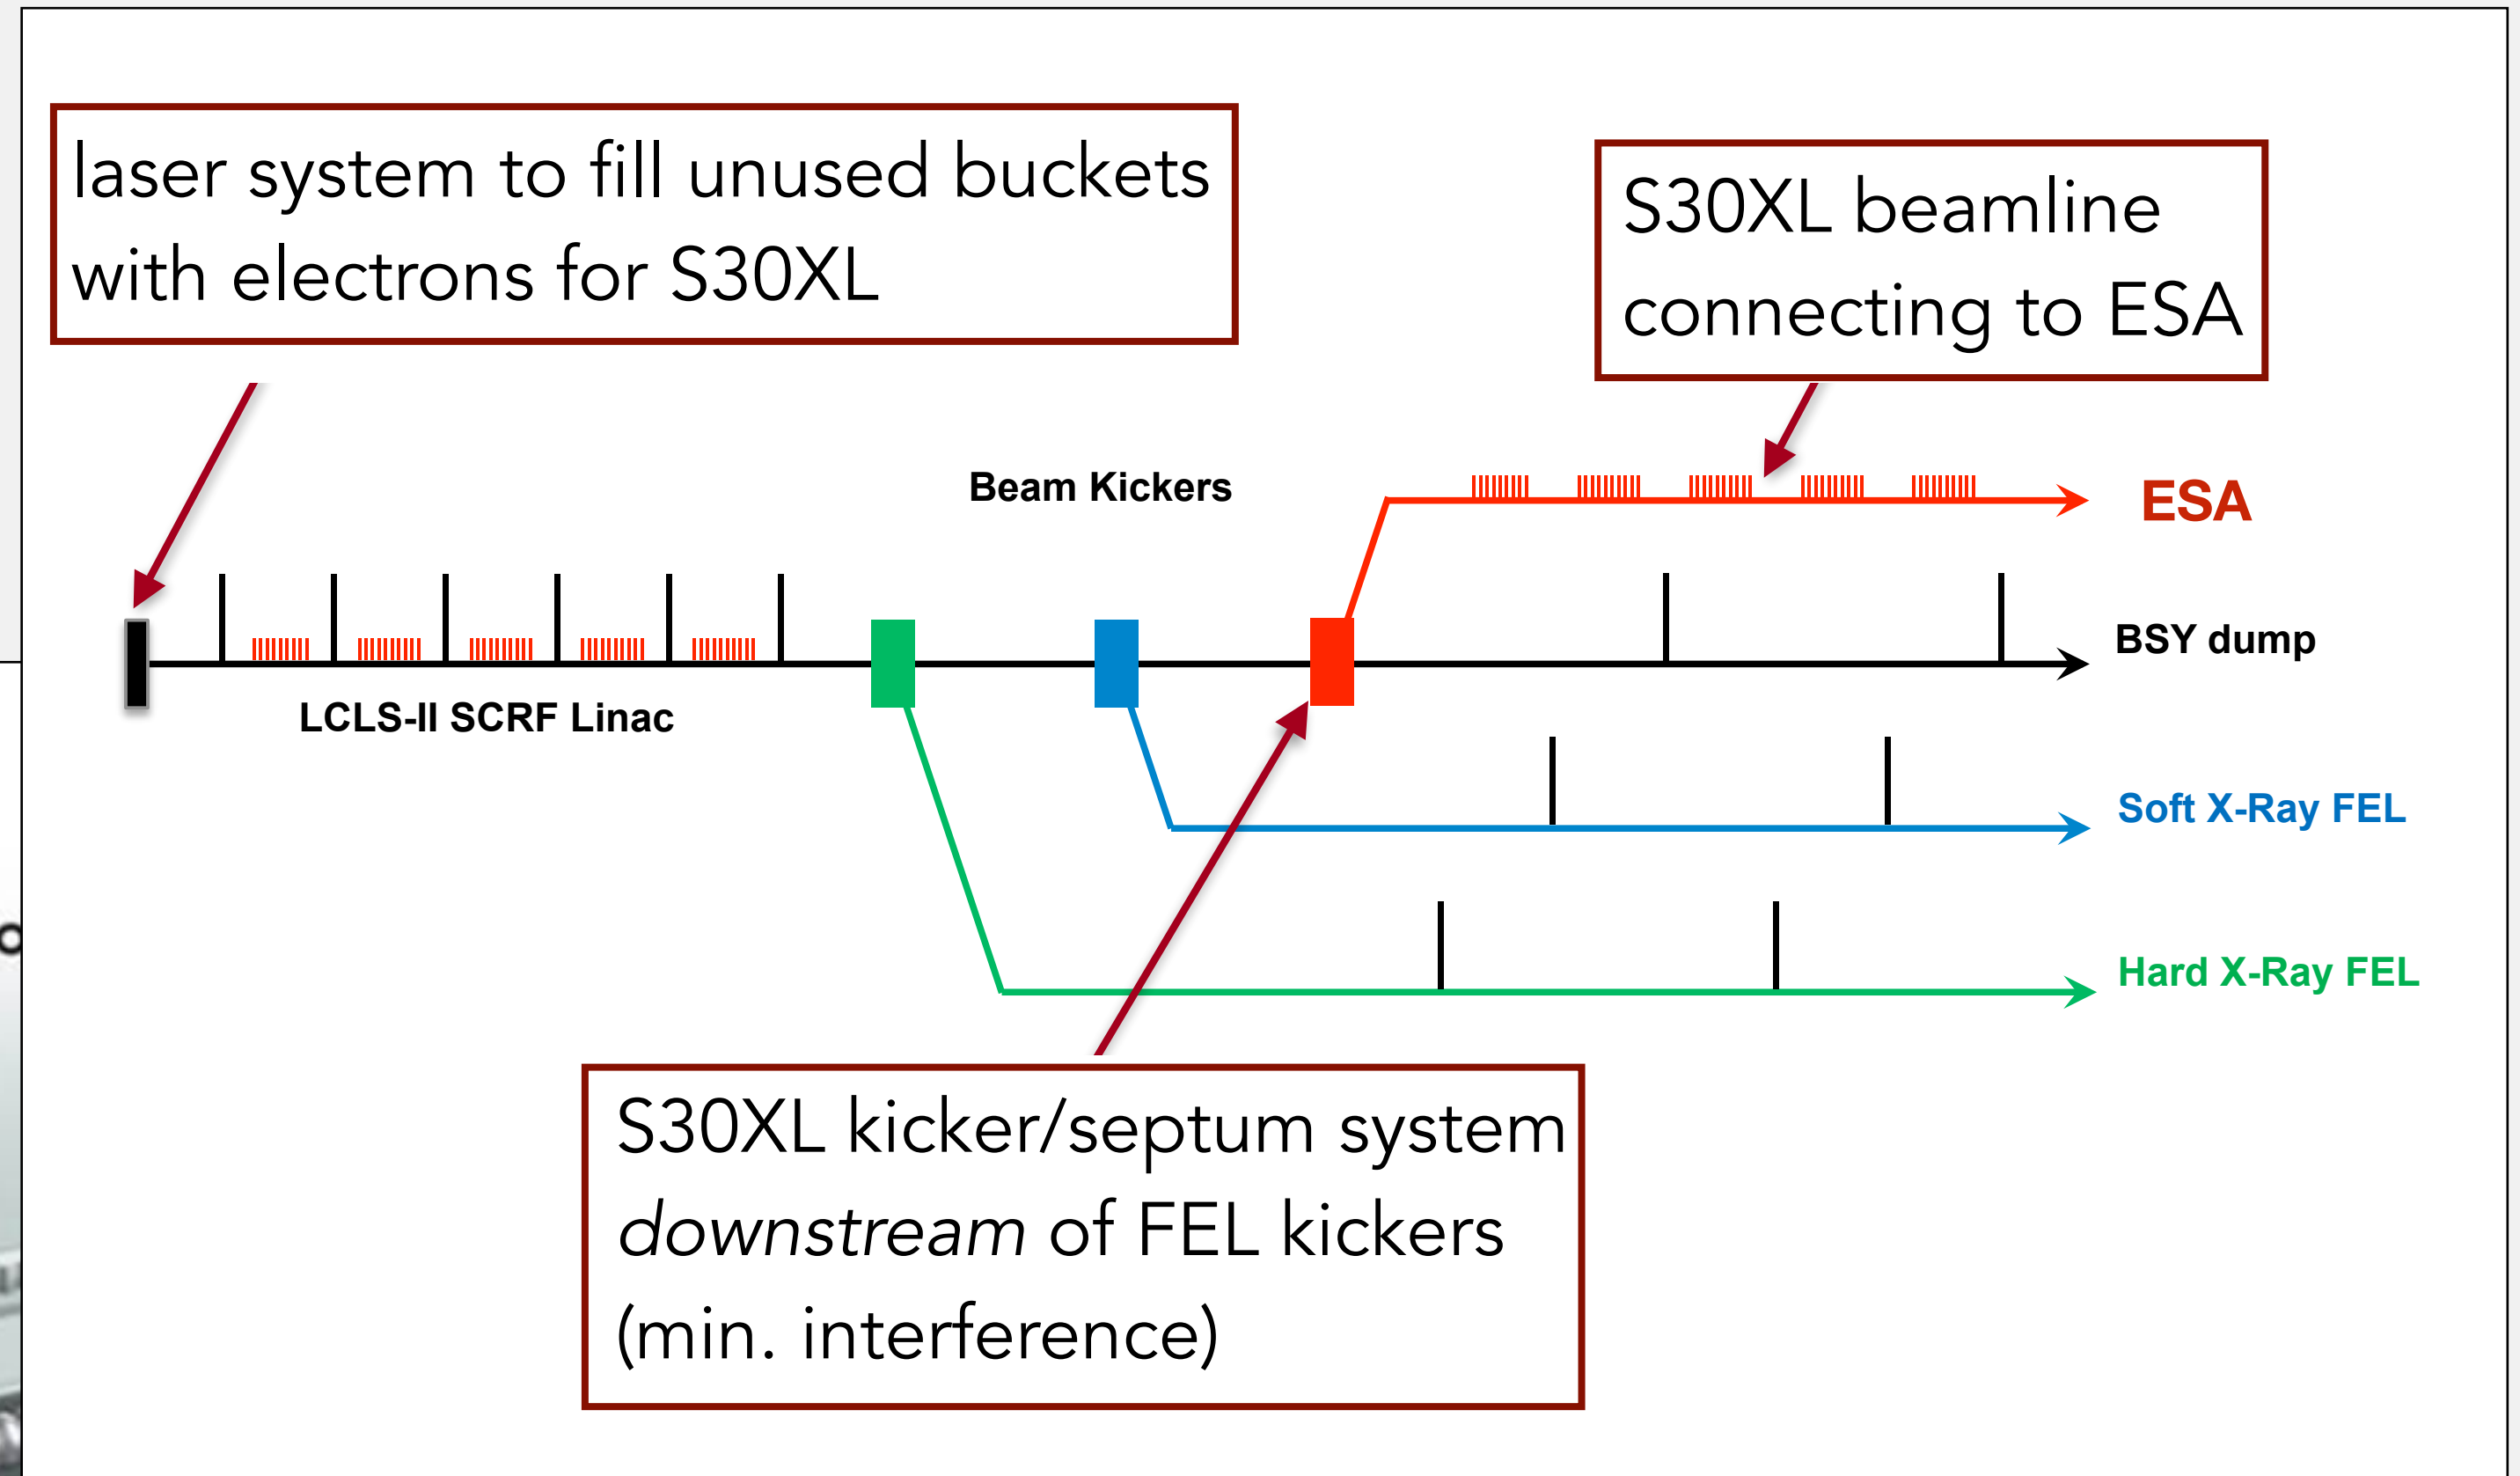 laser system to fill unused buckets
with electrons for S30XL
S30XL beamline
connecting to ESA
Beam Kickers
ESA
BSY dump
LCLS-II SCRF Linac
Soft X-Ray FEL
Hard X-Ray FEL
S30XL kicker/septum system
downstream of FEL kickers
(min. interference)